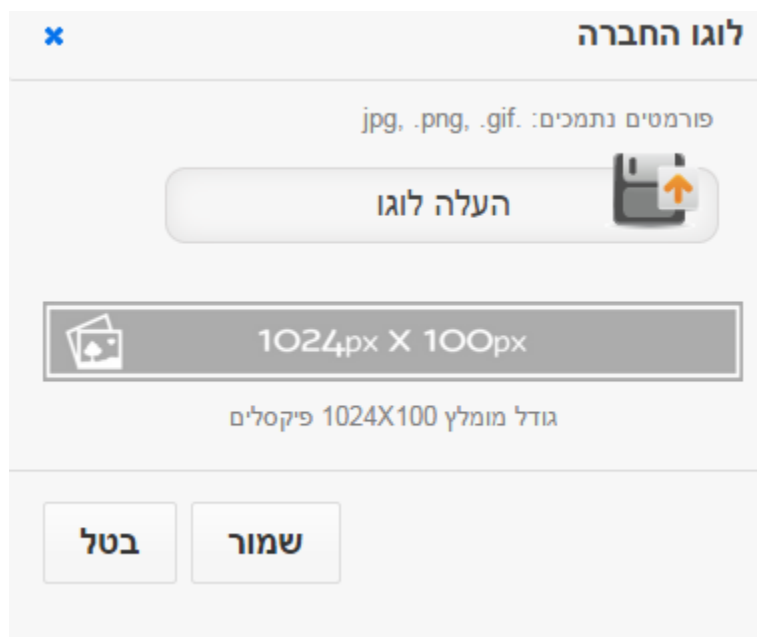 לוגו החברה
פורמטים נתמכים: .jpg, .png, .gif
העלה לוגו
1024px X 100px
גודל מומלץ 1024X100 פיקסלים
שמור
בטל